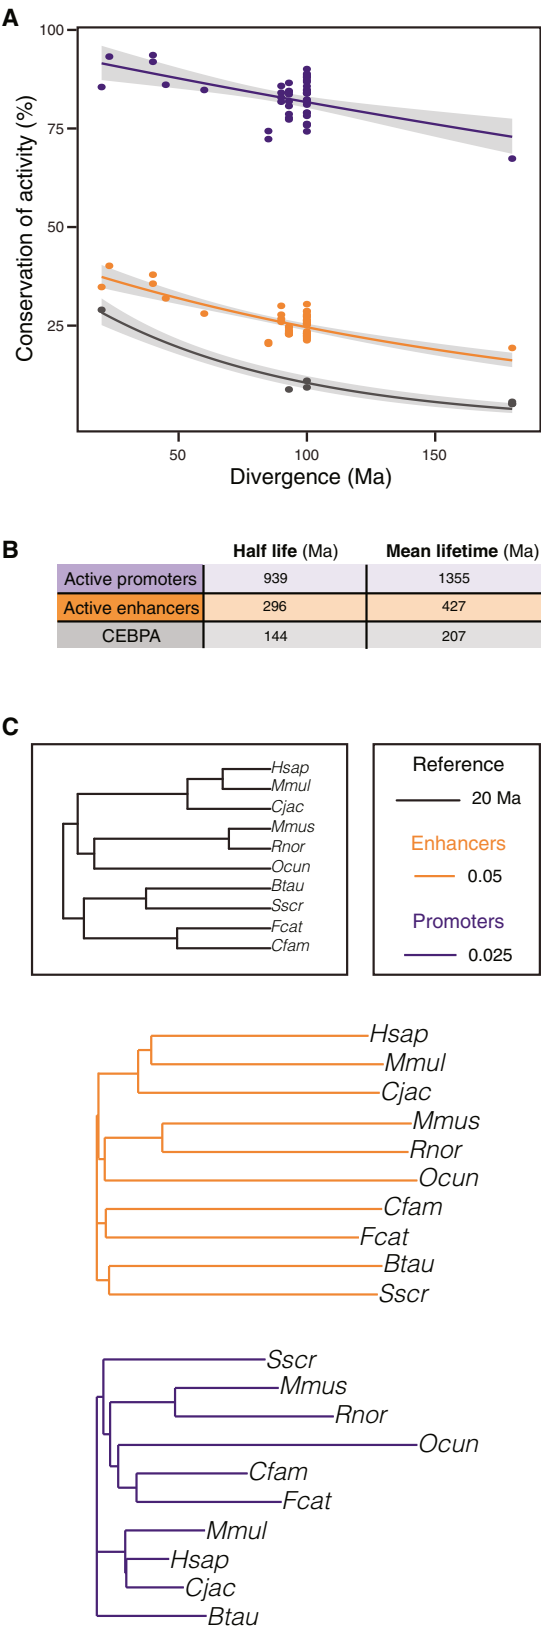 A
100
75
50
25
Conservation of activity (%)
50 100 150
Divergence (Ma)
B
Half life (Ma) Mean lifetime (Ma)
Active promoters 939 1355
Active enhancers 296 427
CEBPA 144 207
C
Hsap
Mmul
Cjac
Mmus
Rnor
Ocun
Btau
Sscr
Fcat
Cfam
Reference
20 Ma
Enhancers
0.05
Promoters
0.025
Hsap
Mmul
Cjac
Mmus
Rnor
Ocun
Cfam
Fcat
Btau
Sscr
Sscr
Mmus
Rnor
Ocun
Cfam
Fcat
Mmul
Hsap
Cjac
Btau